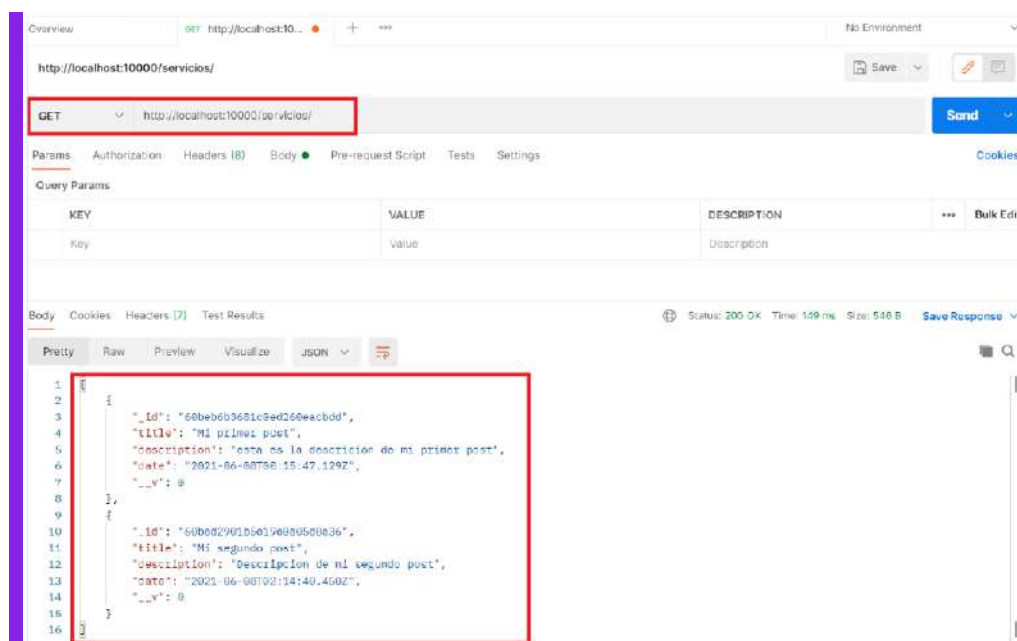 Overview GET http://localhost:10... + ••• No Environment
http://localhost:10000/servicios/ Save
GET http://localhost:10000/servicios/ Send
Params Authorization Headers (8) Body Pre-request Script Tests Settings Cookies
Query Params
KEY VALUE DESCRIPTION ••• Bulk Edi
Key Value Description
Body Cookies Headers (7) Test Results Status: 200 OK Time: 149 ms Size: 546 B Save Response
Pretty Raw Preview Visualize JSON
1 [
2 {
3 "_id":
4 "title": "Mi primer post",
5 "description": "esta es la descricion de mi primer post",
6 "date": "2021-06-08T00:15:47.129Z",
7 "__v": 0
8 },
9 {
10 "_id":
11 "title": "Mi segundo post",
12 "description": "Descripcion de mi segundo post",
13 "date": "2021-06-08T02:14:40.450Z",
14 "__v": 0
15 }
16 ]